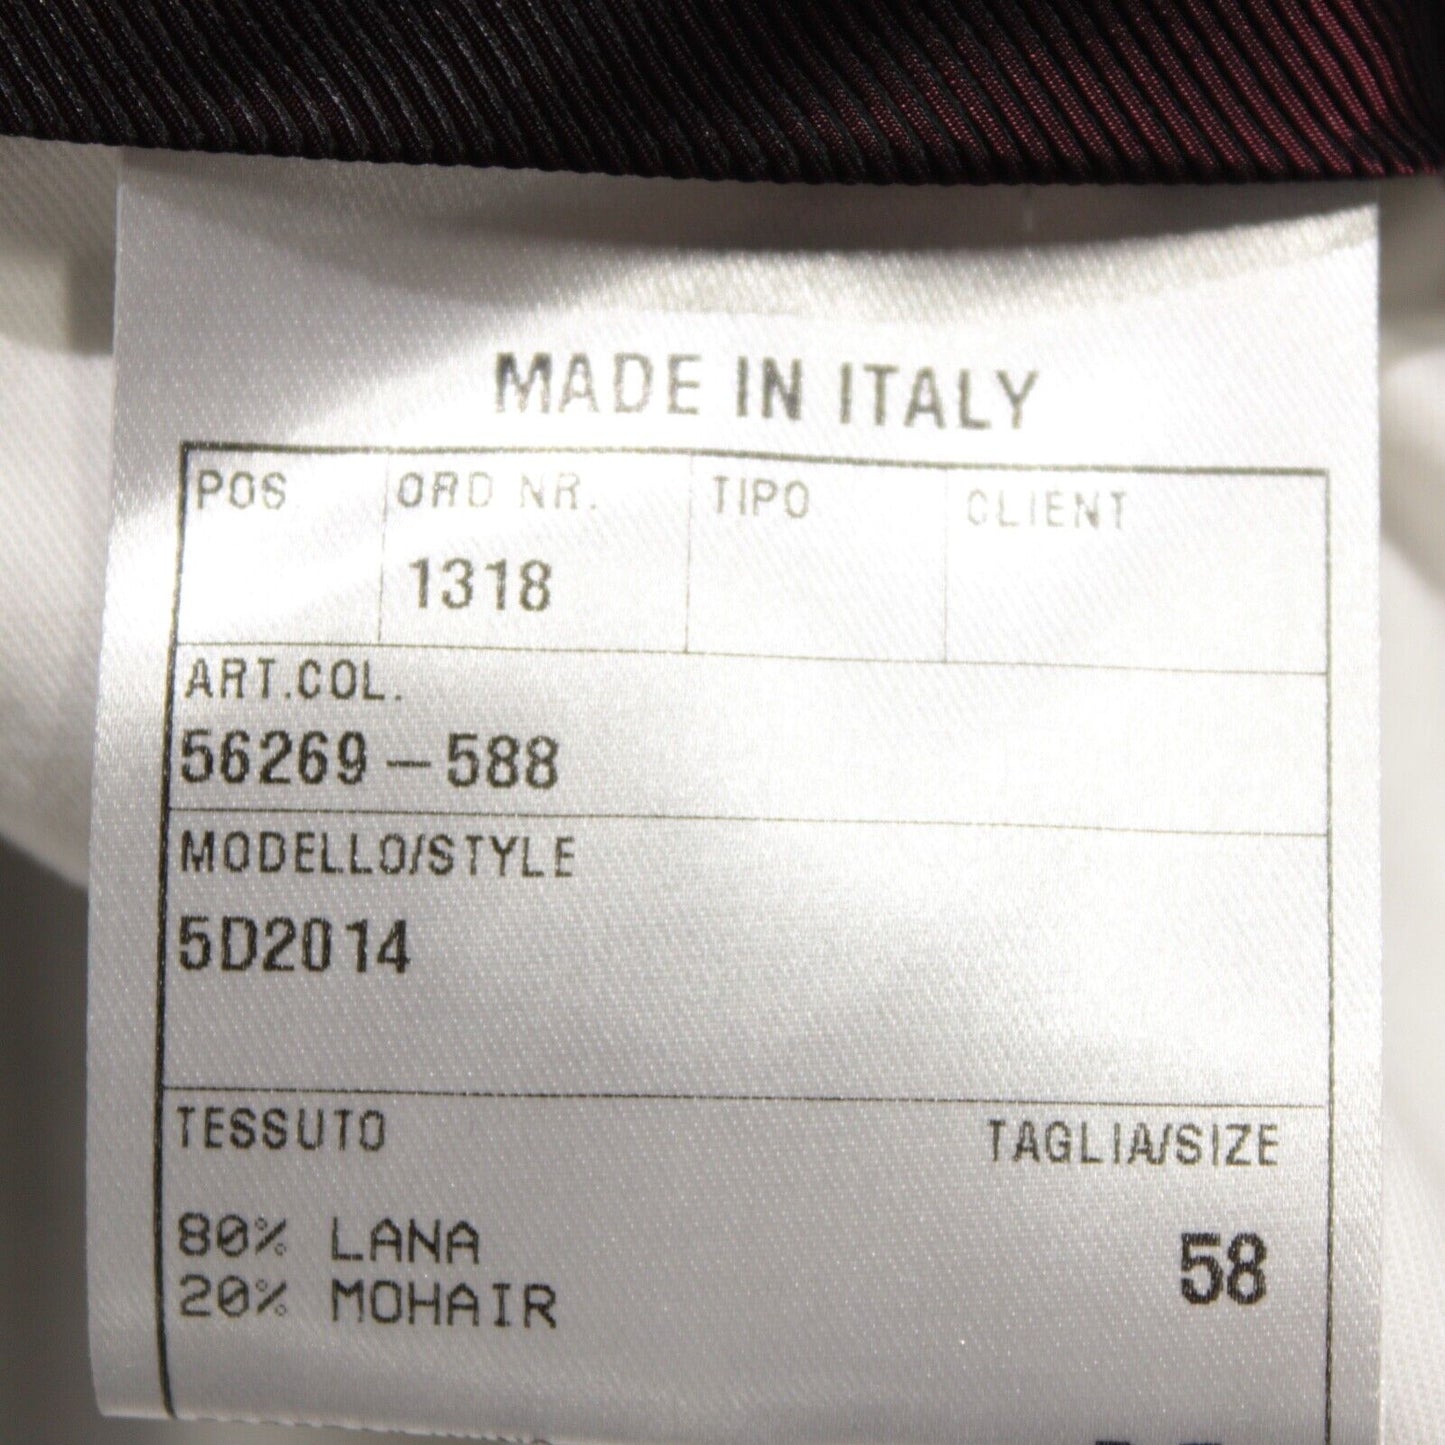 MADE IN ITALY
POS ORD NR. TIPO CLIENT
1318
ART.COL.
56269-588
MODELLO/STYLE
5D2014
TESSUTO TAGLIA/SIZE
80% LANA
58
20% MOHAIR